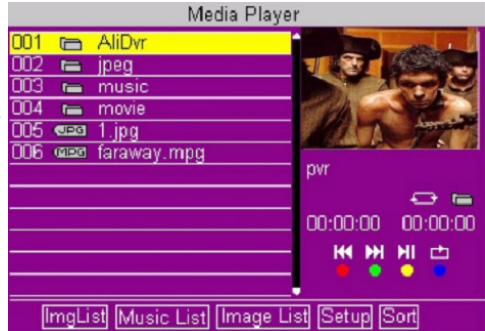 Media Player
001 AliDvr
002 jpeg
003 music
004 movie
005 JPG 1.jpg
006 MPG faraway.mpg
pvr
00:00:00 00:00:00
ImgList Music List Image List Setup Sort